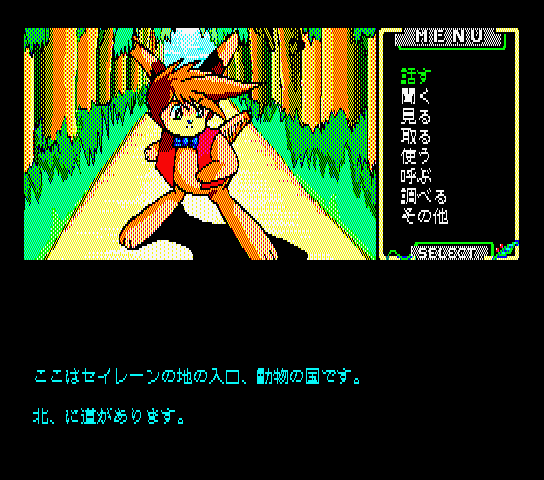 MENU
話す
聞く
見る
取る
使う
呼ぶ
調べる
その他
SELECT
ここはセイレーンの地の入口、動物の国です。
北、に道があります。